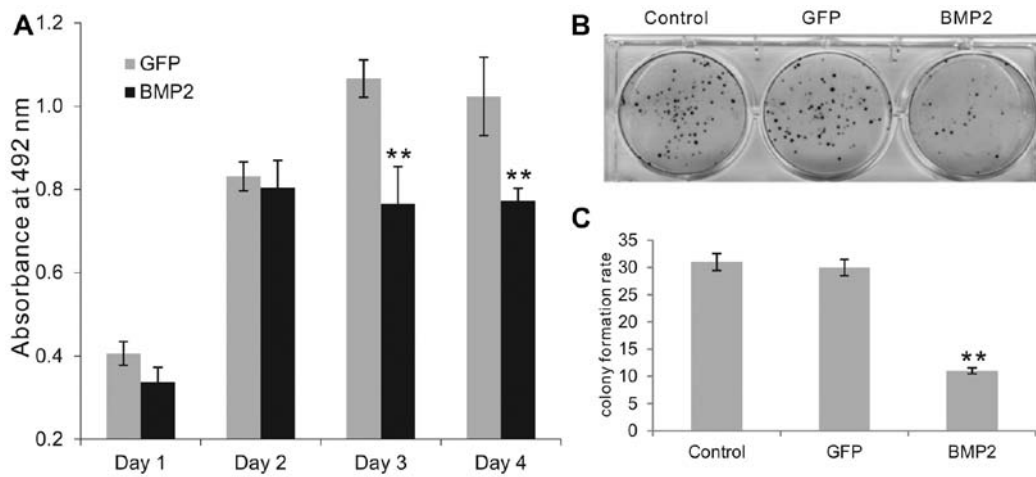 A
Absorbance at 492 nm
1.2
1.0
0.8
0.6
0.4
0.2
GFP
BMP2
**
**
Day 1 Day 2 Day 3 Day 4
B
Control GFP BMP2
C
colony formation rate
35
30
25
20
15
10
5
0
**
Control GFP BMP2